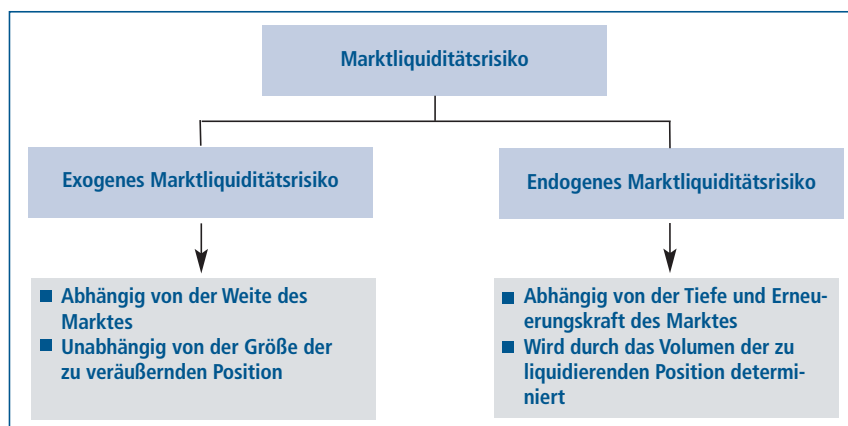 Marktliquiditätsrisiko
Exogenes Marktliquiditätsrisiko
Endogenes Marktliquiditätsrisiko
Abhängig von der Weite des
Marktes
Unabhängig von der Größe der
zu veräußernden Position
Abhängig von der Tiefe und Erneu-
erungskraft des Marktes
Wird durch das Volumen der zu
liquidierenden Position determi-
niert